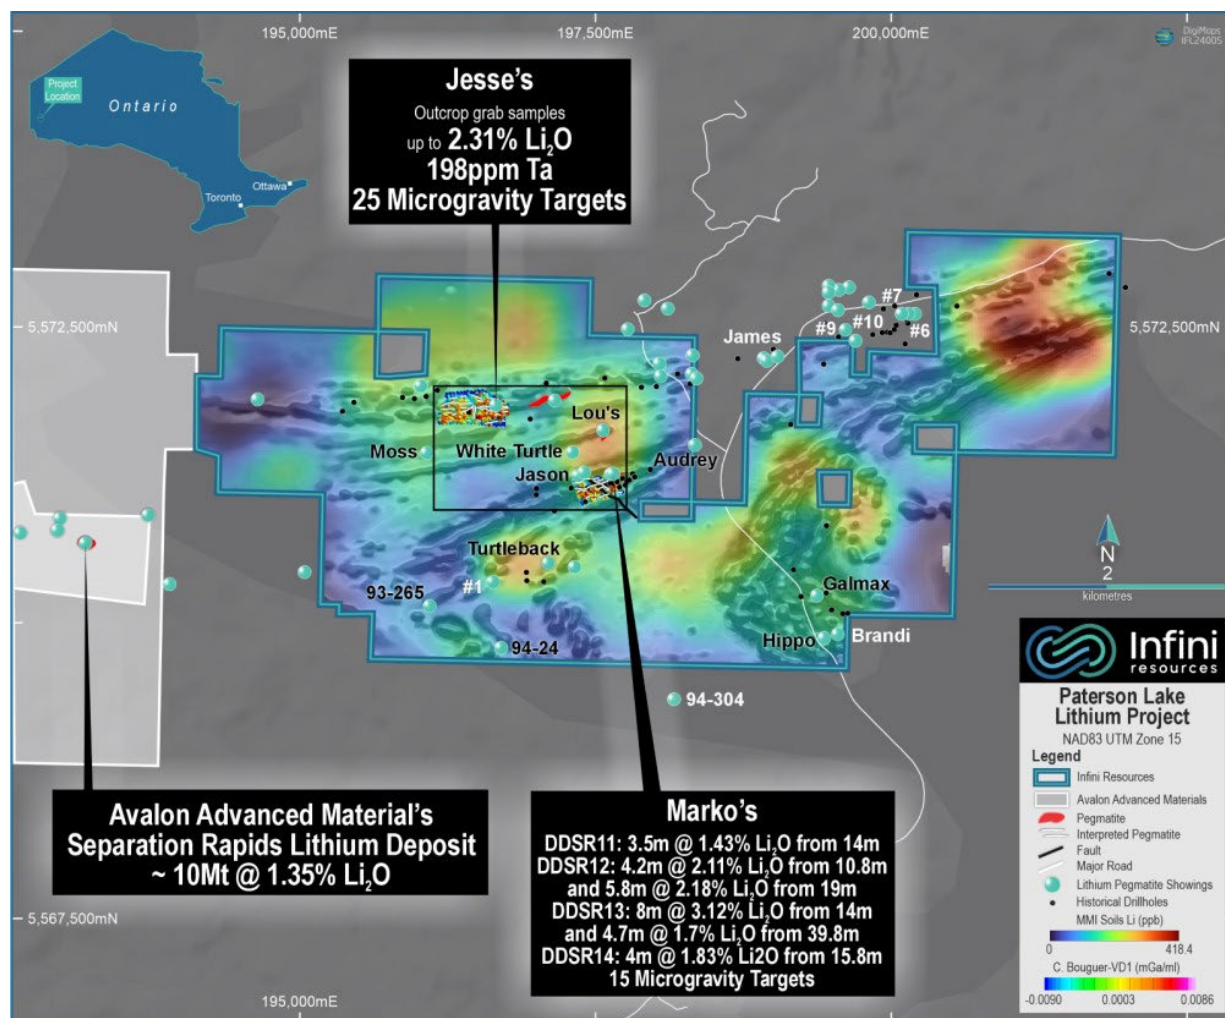 195,000mE
197,500mE
200,000mE
DigiMaps
IFL24005
Project
Location
Ontario
Ottawa
Toronto
Jesse's
Outcrop grab samples
up to 2.31% Li₂O
198ppm Ta
25 Microgravity Targets
5,572,500mN
5,572,500mN
#7
#9
#10
#6
James
Lou's
Moss
White Turtle
Audrey
Jason
Turtleback
#1
93-265
94-24
Galmax
Hippo
Brandi
94-304
N
2
kilometres
Avalon Advanced Material's
Separation Rapids Lithium Deposit
~ 10Mt @ 1.35% Li₂O
Marko's
DDSR11: 3.5m @ 1.43% Li₂O from 14m
DDSR12: 4.2m @ 2.11% Li₂O from 10.8m
and 5.8m @ 2.18% Li₂O from 19m
DDSR13: 8m @ 3.12% Li₂O from 14m
and 4.7m @ 1.7% Li₂O from 39.8m
DDSR14: 4m @ 1.83% Li2O from 15.8m
15 Microgravity Targets
5,567,500mN
195,000mE
Infini
resources
Paterson Lake
Lithium Project
NAD83 UTM Zone 15
Legend
Infini Resources
Avalon Advanced Materials
Pegmatite
Interpreted Pegmatite
Fault
Major Road
Lithium Pegmatite Showings
Historical Drillholes
MMI Soils Li (ppb)
0 418.4
C. Bouguer-VD1 (mGa/ml)
-0.0090 0.0003 0.0086